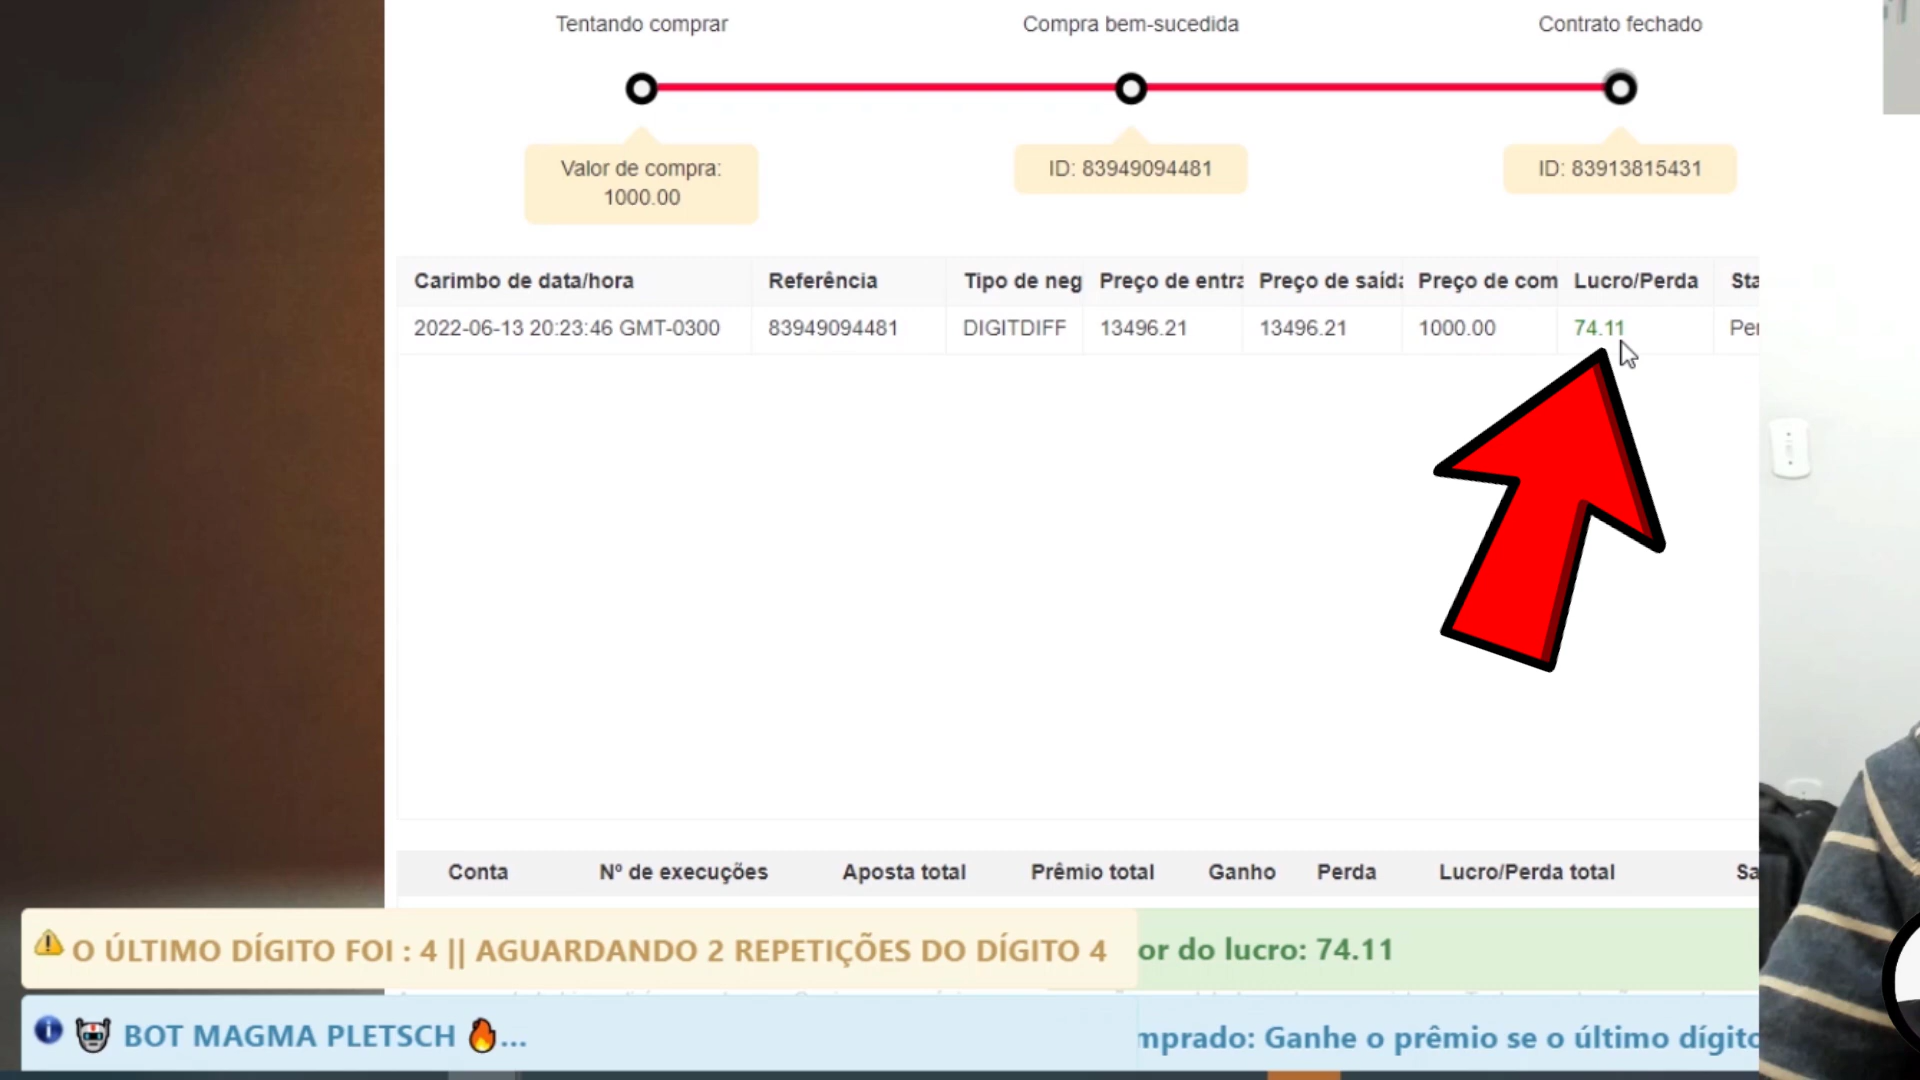 Tentando comprar
Compra bem-sucedida
Contrato fechado
Valor de compra:
1000.00
ID: 83949094481
ID: 83913815431
Carimbo de data/hora Referência Tipo de neg Preço de entra Preço de saída Preço de com Lucro/Perda Sta
2022-06-13 20:23:46 GMT-0300 83949094481 DIGITDIFF 13496.21 13496.21 1000.00 74.11 Per
Conta Nº de execuções Aposta total Prêmio total Ganho Perda Lucro/Perda total Sa
O ÚLTIMO DÍGITO FOI : 4 || AGUARDANDO 2 REPETIÇÕES DO DÍGITO 4
or do lucro: 74.11
BOT MAGMA PLETSCH 🔥...
mprado: Ganhe o prêmio se o último dígito